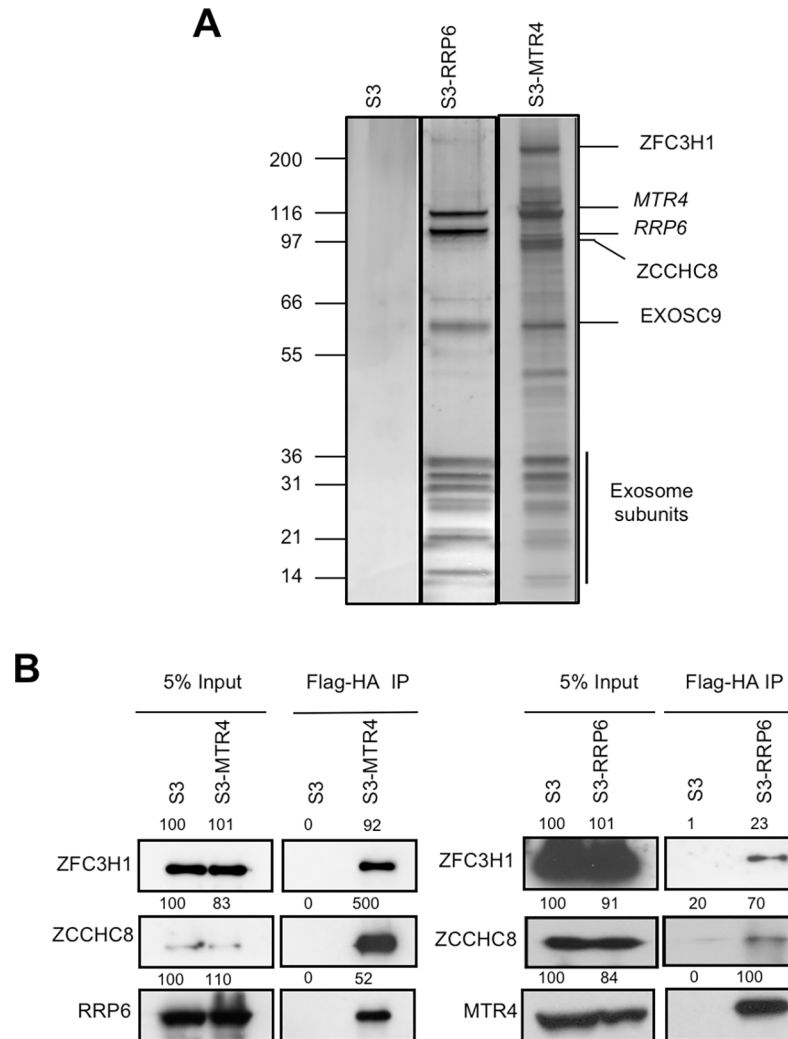 A
S3
S3-RRP6
S3-MTR4
200
116
97
66
55
36
31
21
14
ZFC3H1
MTR4
RRP6
ZCCHC8
EXOSC9
Exosome
subunits
B
5% Input
Flag-HA IP
S3
S3-MTR4
S3
S3-MTR4
100 101 0 92
ZFC3H1
100 83 0 500
ZCCHC8
100 110 0 52
RRP6
5% Input
Flag-HA IP
S3
S3-RRP6
S3
S3-RRP6
100 101 1 23
ZFC3H1
100 91 20 70
ZCCHC8
100 84 0 100
MTR4